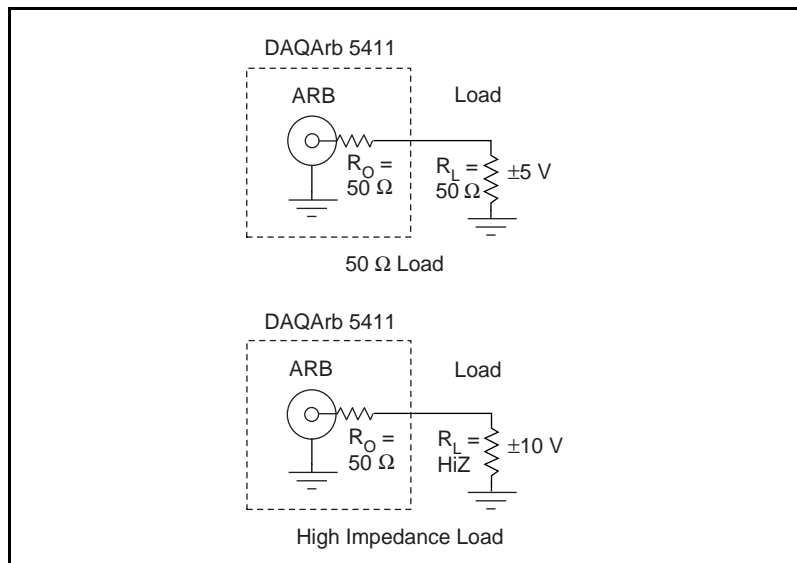 DAQArb 5411
ARB
Load
R_O =
50 Ω
R_L =
50 Ω
±5 V
50 Ω Load
DAQArb 5411
ARB
Load
R_O =
50 Ω
R_L =
HiZ
±10 V
High Impedance Load